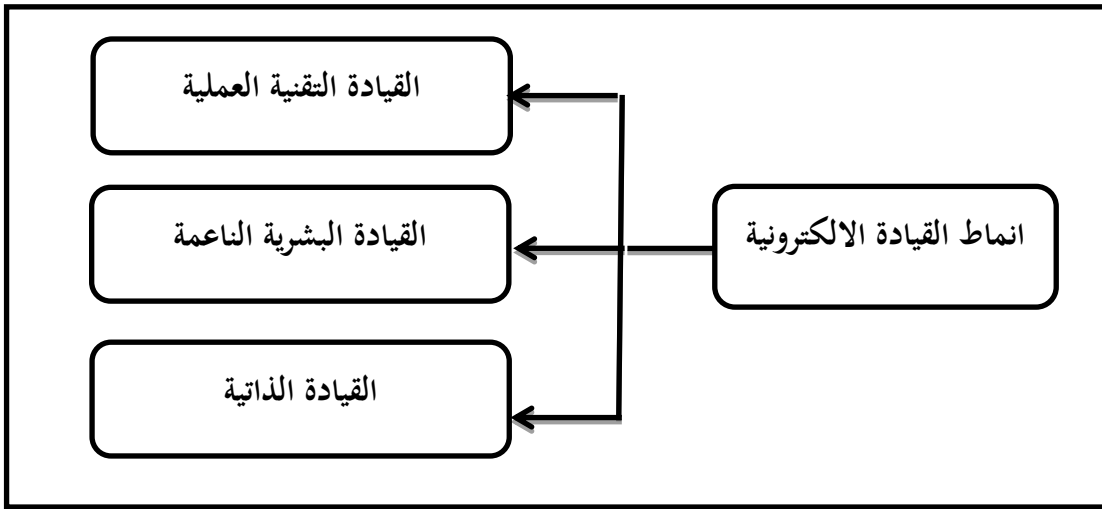 انماط القيادة الالكترونية
القيادة التقنية العملية
القيادة البشرية الناعمة
القيادة الذاتية